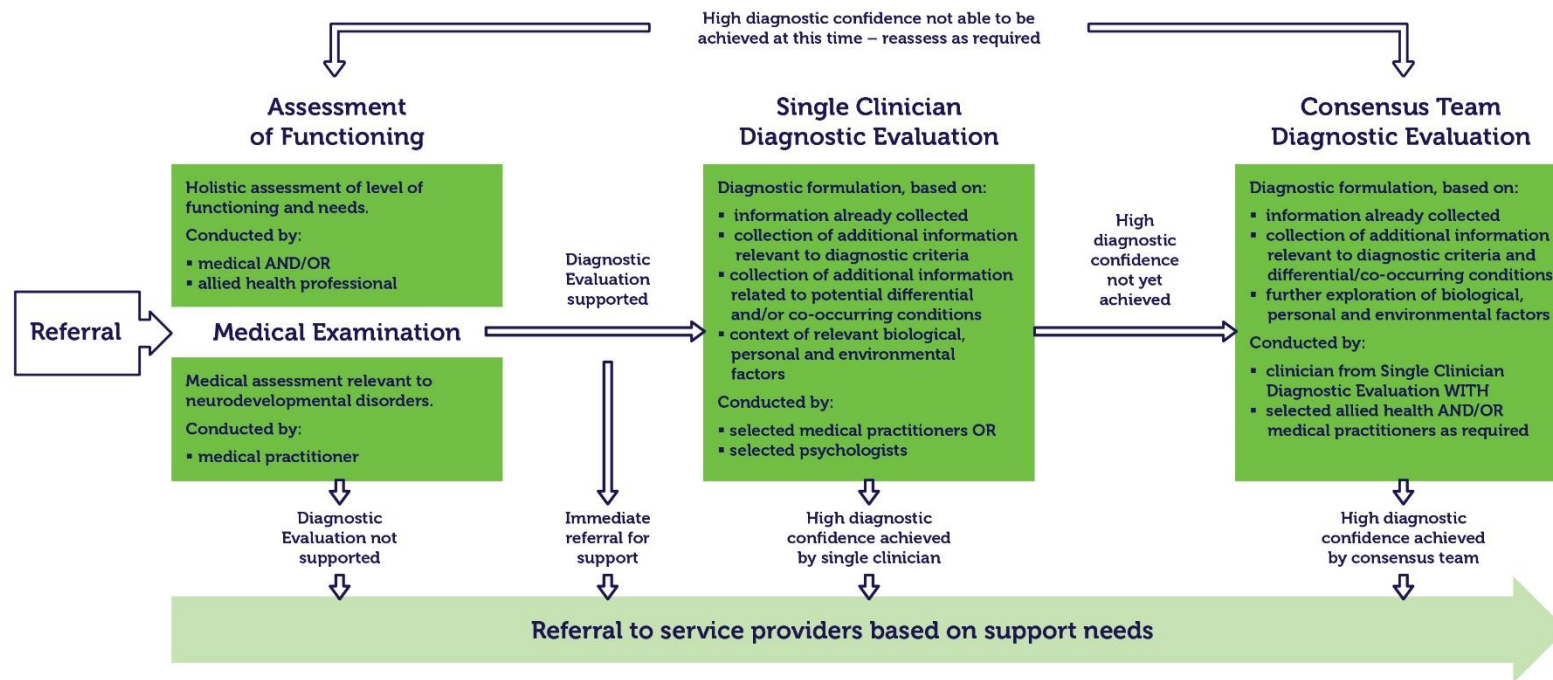 High diagnostic confidence not able to be
achieved at this time – reassess as required
Assessment
of Functioning
Holistic assessment of level of
functioning and needs.
Conducted by:
▪ medical AND/OR
▪ allied health professional
Referral
Medical Examination
Medical assessment relevant to
neurodevelopmental disorders.
Conducted by:
▪ medical practitioner
Diagnostic
Evaluation not
supported
Diagnostic
Evaluation
supported
Immediate
referral for
support
Single Clinician
Diagnostic Evaluation
Diagnostic formulation, based on:
▪ information already collected
▪ collection of additional information
relevant to diagnostic criteria
▪ collection of additional information
related to potential differential
and/or co-occurring conditions
▪ context of relevant biological,
personal and environmental
factors
Conducted by:
▪ selected medical practitioners OR
▪ selected psychologists
High diagnostic
confidence achieved
by single clinician
High
diagnostic
confidence
not yet
achieved
Consensus Team
Diagnostic Evaluation
Diagnostic formulation, based on:
▪ information already collected
▪ collection of additional information
relevant to diagnostic criteria and
differential/co-occurring conditions
▪ further exploration of biological,
personal and environmental factors
Conducted by:
▪ clinician from Single Clinician
Diagnostic Evaluation WITH
▪ selected allied health AND/OR
medical practitioners as required
High diagnostic
confidence achieved
by consensus team
Referral to service providers based on support needs